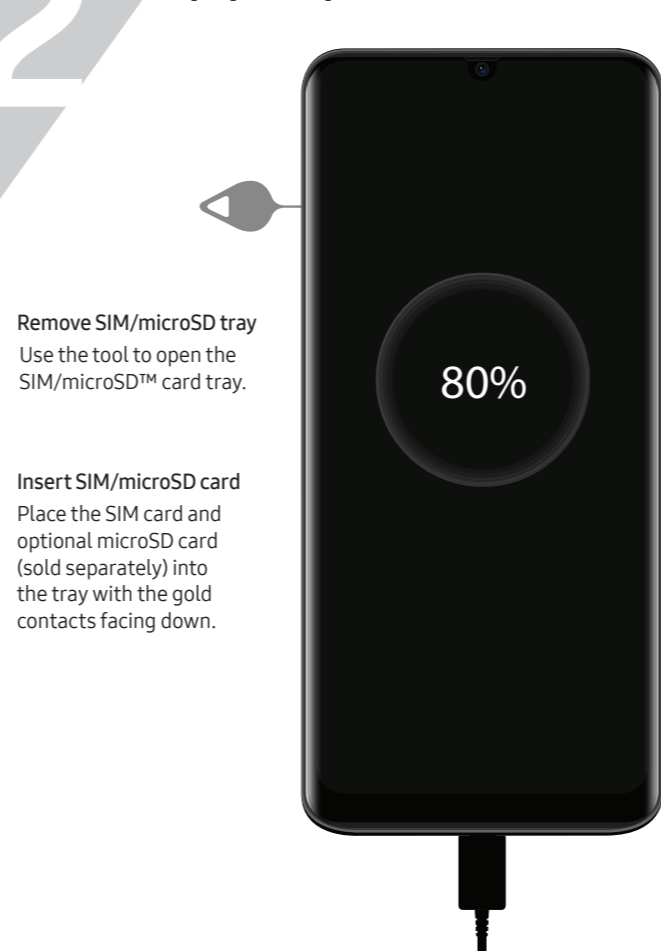 2
Remove SIM/microSD tray
Use the tool to open the
SIM/microSD™ card tray.
80%
Insert SIM/microSD card
Place the SIM card and
optional microSD card
(sold separately) into
the tray with the gold
contacts facing down.